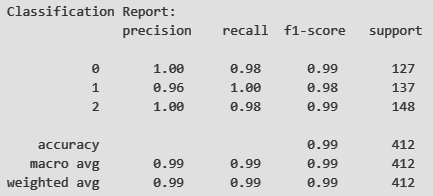 Classification Report:
precision recall f1-score support
0 1.00 0.98 0.99 127
1 0.96 1.00 0.98 137
2 1.00 0.98 0.99 148
accuracy 0.99 412
macro avg 0.99 0.99 0.99 412
weighted avg 0.99 0.99 0.99 412